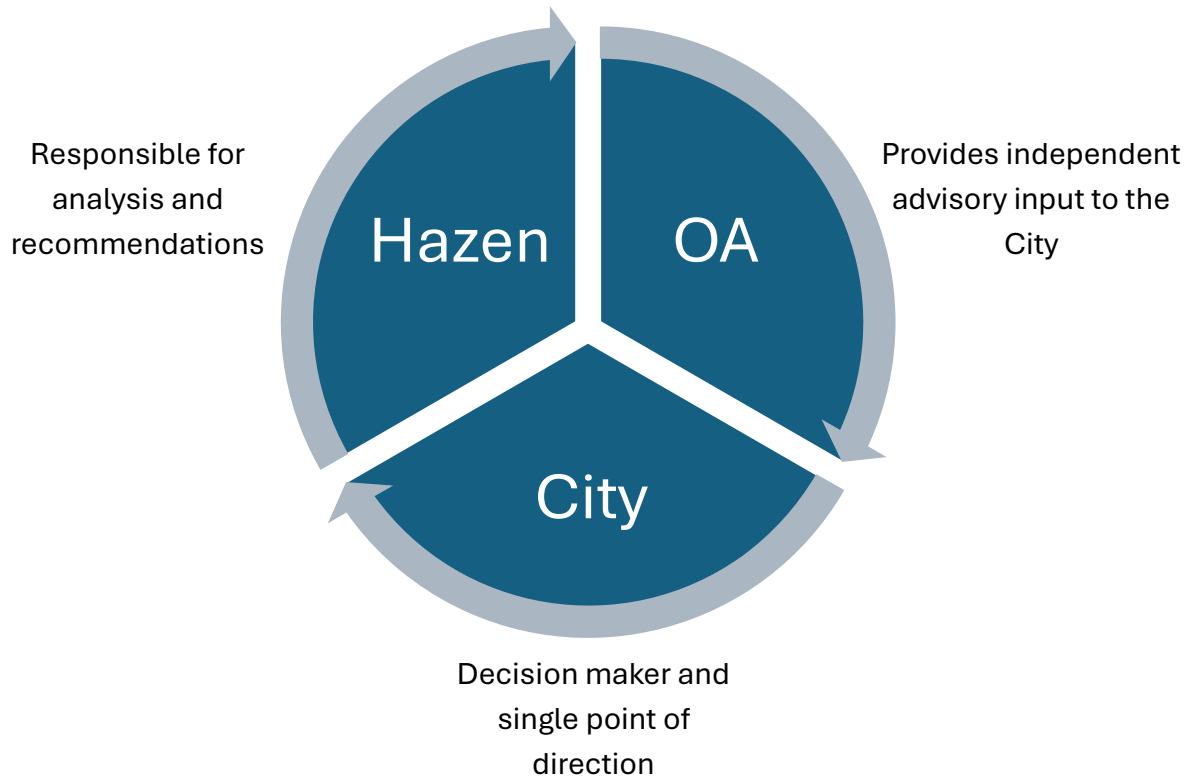 Responsible for
analysis and
recommendations
Hazen
OA
Provides independent
advisory input to the
City
City
Decision maker and
single point of
direction